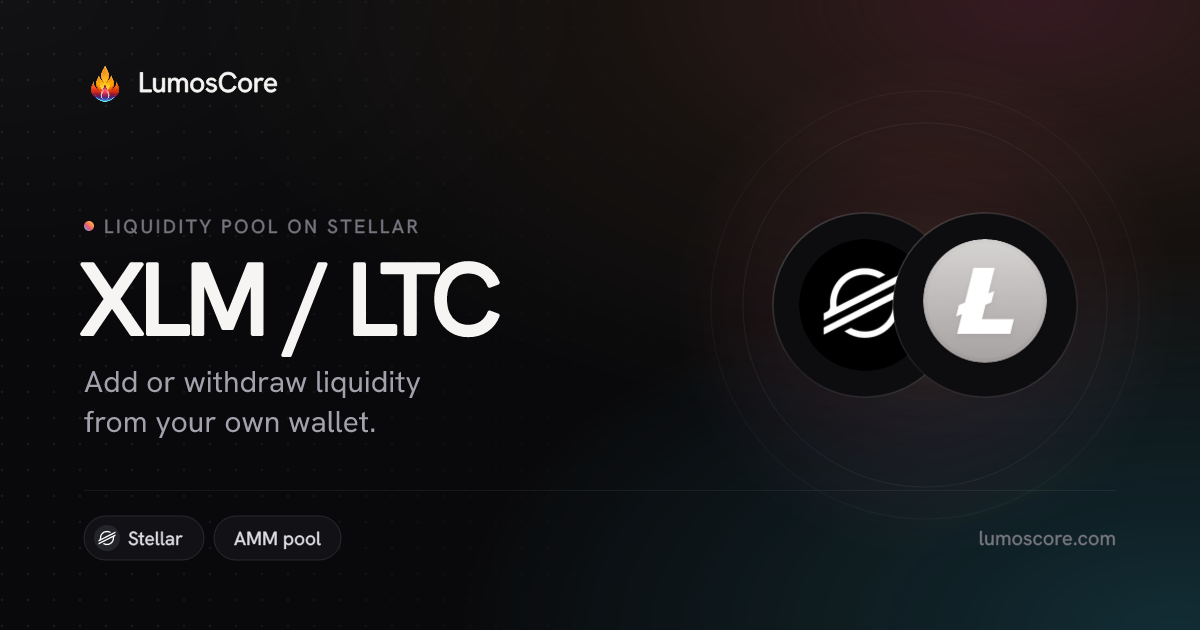 LumosCore
LIQUIDITY POOL ON STELLAR
XLM / LTC
Add or withdraw liquidity
from your own wallet.
Stellar
AMM pool
lumoscore.com